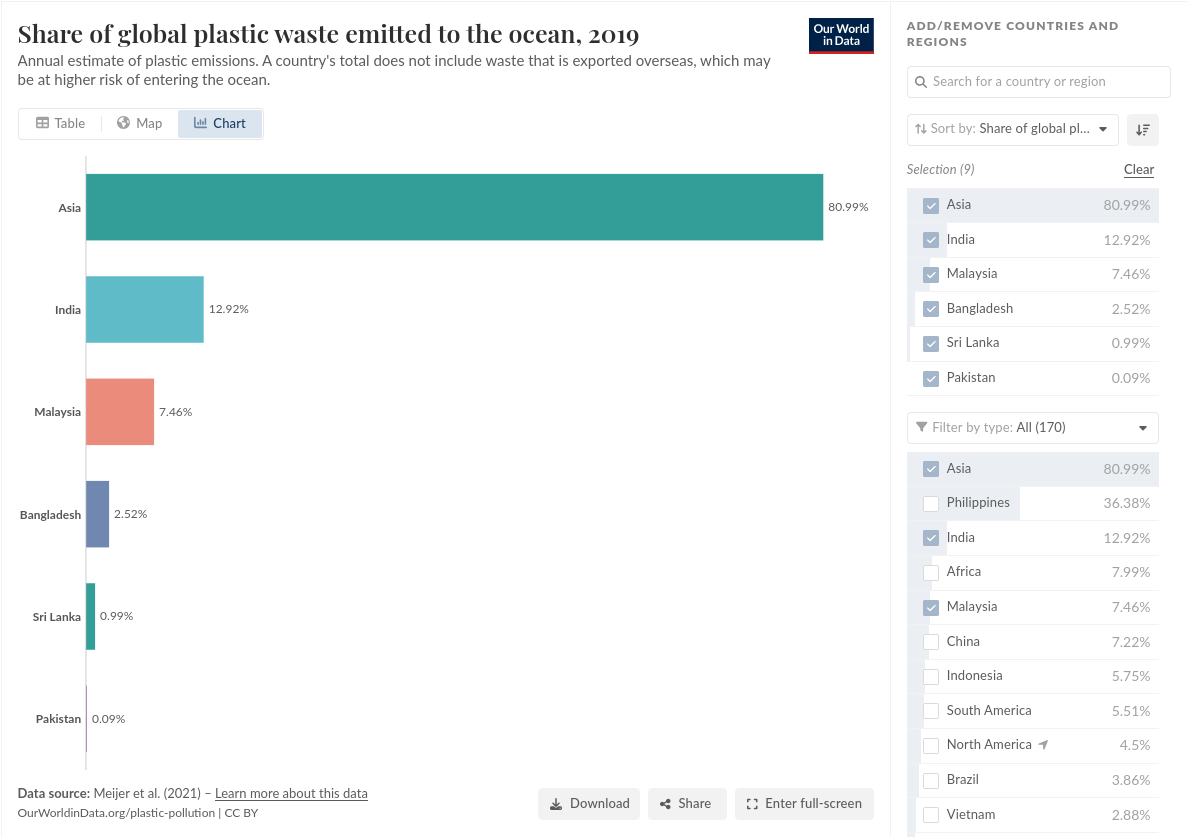 Share of global plastic waste emitted to the ocean, 2019
Annual estimate of plastic emissions. A country's total does not include waste that is exported overseas, which may
be at higher risk of entering the ocean.
Our World
in Data
Table
Map
Chart
Asia
80.99%
India
12.92%
Malaysia
7.46%
Bangladesh
2.52%
Sri Lanka
0.99%
Pakistan
0.09%
Data source: Meijer et al. (2021) – Learn more about this data
OurWorldinData.org/plastic-pollution | CC BY
Download
Share
Enter full-screen
ADD/REMOVE COUNTRIES AND
REGIONS
Search for a country or region
Sort by: Share of global pl...
Selection (9)
Clear
Asia 80.99%
India 12.92%
Malaysia 7.46%
Bangladesh 2.52%
Sri Lanka 0.99%
Pakistan 0.09%
Filter by type: All (170)
Asia 80.99%
Philippines 36.38%
India 12.92%
Africa 7.99%
Malaysia 7.46%
China 7.22%
Indonesia 5.75%
South America 5.51%
North America 4.5%
Brazil 3.86%
Vietnam 2.88%